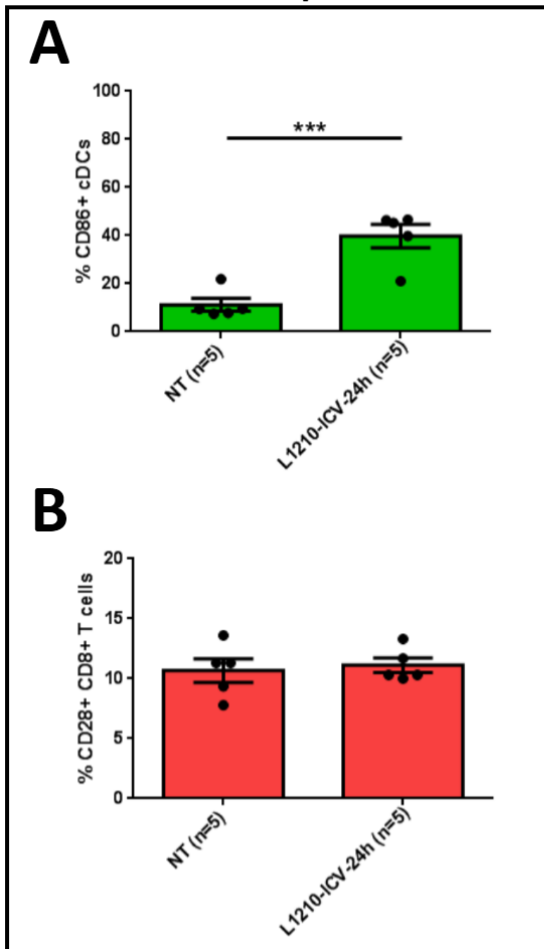 A
% CD86+ cDCs
100
80
60
40
20
0
***
NT (n=5)
L1210-ICV-24h (n=5)
B
% CD28+ CD8+ T cells
20
15
10
5
0
NT (n=5)
L1210-ICV-24h (n=5)